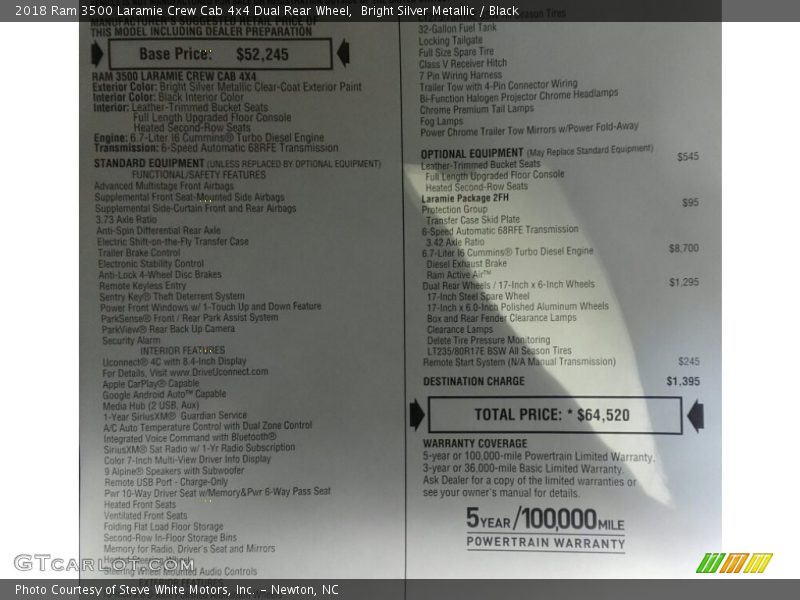 2018 Ram 3500 Laramie Crew Cab 4x4 Dual Rear Wheel,  Bright Silver Metallic / Black
MANUFACTURER'S SUGGESTED RETAIL PRICE OF
THIS MODEL INCLUDING DEALER PREPARATION
Base Price: $52,245
RAM 3500 LARAMIE CREW CAB 4X4
Exterior Color: Bright Silver Metallic Clear-Coat Exterior Paint
Interior Color: Black Interior Color
Interior: Leather-Trimmed Bucket Seats
Full Length Upgraded Floor Console
Heated Second-Row Seats
Engine: 6.7-Liter I6 Cummins® Turbo Diesel Engine
Transmission: 6-Speed Automatic 68RFE Transmission
STANDARD EQUIPMENT (UNLESS REPLACED BY OPTIONAL EQUIPMENT)
FUNCTIONAL/SAFETY FEATURES
Advanced Multistage Front Airbags
Supplemental Front Seat-Mounted Side Airbags
Supplemental Side-Curtain Front and Rear Airbags
3.73 Axle Ratio
Anti-Spin Differential Rear Axle
Electric Shift-on-the-Fly Transfer Case
Trailer Brake Control
Electronic Stability Control
Anti-Lock 4-Wheel Disc Brakes
Remote Keyless Entry
Sentry Key® Theft Deterrent System
Power Front Windows w/ 1-Touch Up and Down Feature
ParkSense® Front / Rear Park Assist System
ParkView® Rear Back Up Camera
Security Alarm
INTERIOR FEATURES
Uconnect® 4C with 8.4-Inch Display
For Details, Visit www.DriveUconnect.com
Apple CarPlay® Capable
Google Android Auto™ Capable
Media Hub (2 USB, Aux)
1-Year SiriusXM® Guardian Service
A/C Auto Temperature Control with Dual Zone Control
Integrated Voice Command with Bluetooth®
SiriusXM® Sat Radio w/ 1-Yr Radio Subscription
Color 7-Inch Multi-View Driver Info Display
9 Alpine® Speakers with Subwoofer
Remote USB Port - Charge-Only
Pwr 10-Way Driver Seat w/Memory&Pwr 6-Way Pass Seat
Heated Front Seats
Ventilated Front Seats
Folding Flat Load Floor Storage
Second-Row In-Floor Storage Bins
Memory for Radio, Driver's Seat and Mirrors
Heated Steering Wheel
Steering Wheel Mounted Audio Controls
Season Tires
32-Gallon Fuel Tank
Locking Tailgate
Full Size Spare Tire
Class V Receiver Hitch
7 Pin Wiring Harness
Trailer Tow with 4-Pin Connector Wiring
Bi-Function Halogen Projector Chrome Headlamps
Chrome Premium Tail Lamps
Fog Lamps
Power Chrome Trailer Tow Mirrors w/Power Fold-Away
OPTIONAL EQUIPMENT (May Replace Standard Equipment)
Leather-Trimmed Bucket Seats $545
Full Length Upgraded Floor Console
Heated Second-Row Seats
Laramie Package 2FH
Protection Group $95
Transfer Case Skid Plate
6-Speed Automatic 68RFE Transmission
3.42 Axle Ratio
6.7-Liter I6 Cummins® Turbo Diesel Engine $8,700
Diesel Exhaust Brake
Ram Active Air™
Dual Rear Wheels / 17-Inch x 6-Inch Wheels $1,295
17-Inch Steel Spare Wheel
17-Inch x 6.0-Inch Polished Aluminum Wheels
Box and Rear Fender Clearance Lamps
Clearance Lamps
Delete Tire Pressure Monitoring
LT235/80R17E BSW All Season Tires
Remote Start System (N/A Manual Transmission) $245
DESTINATION CHARGE $1,395
TOTAL PRICE: * $64,520
WARRANTY COVERAGE
5-year or 100,000-mile Powertrain Limited Warranty.
3-year or 36,000-mile Basic Limited Warranty.
Ask Dealer for a copy of the limited warranties or
see your owner's manual for details.
5YEAR/100,000MILE
POWERTRAIN WARRANTY
GTcarlot.com
Photo Courtesy of Steve White Motors, Inc. – Newton, NC